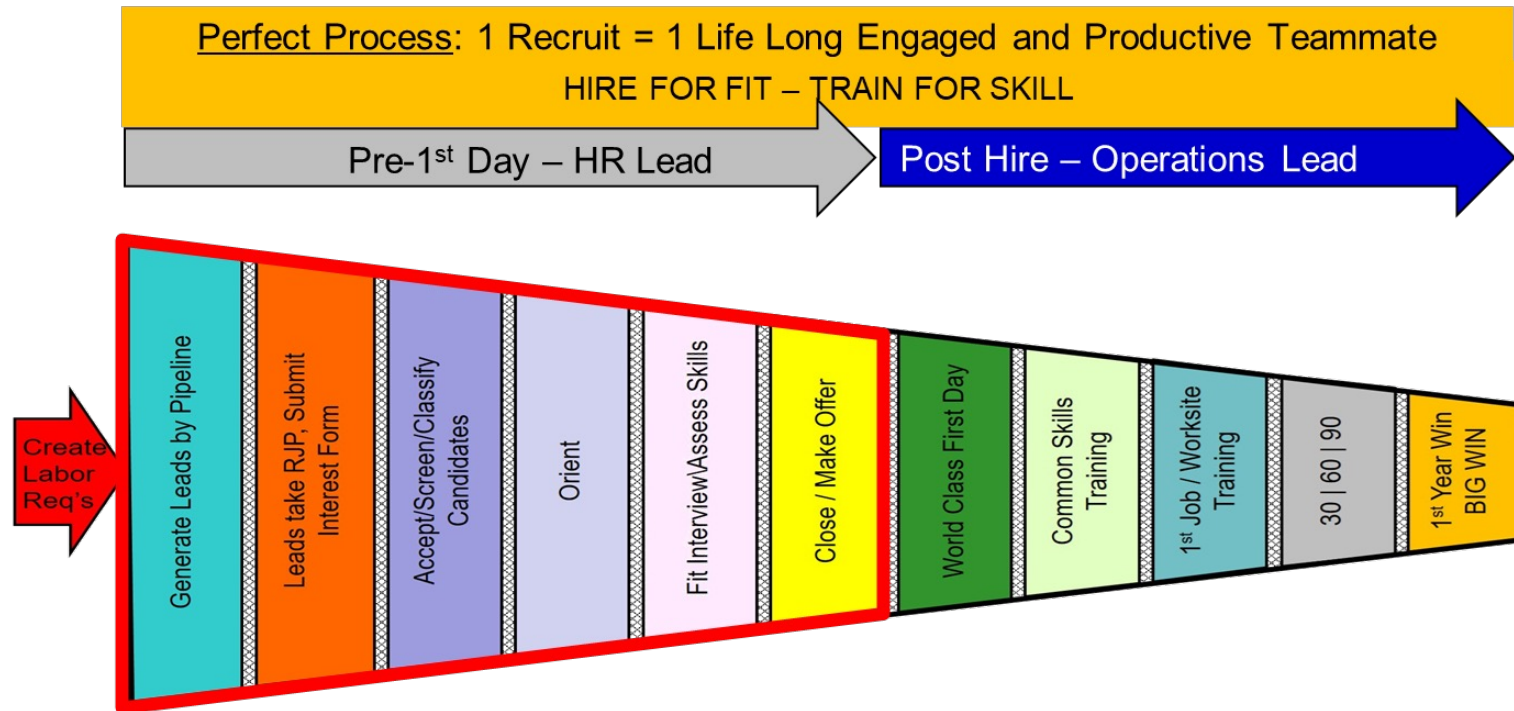 Perfect Process: 1 Recruit = 1 Life Long Engaged and Productive Teammate
HIRE FOR FIT – TRAIN FOR SKILL
Pre-1st Day – HR Lead
Post Hire – Operations Lead
Create
Labor
Req's
Generate Leads by Pipeline
Leads take RJP, Submit
Interest Form
Accept/Screen/Classify
Candidates
Orient
Fit Interview\Assess Skills
Close / Make Offer
World Class First Day
Common Skills
Training
1st Job / Worksite
Training
30 | 60 | 90
1st Year Win
BIG WIN